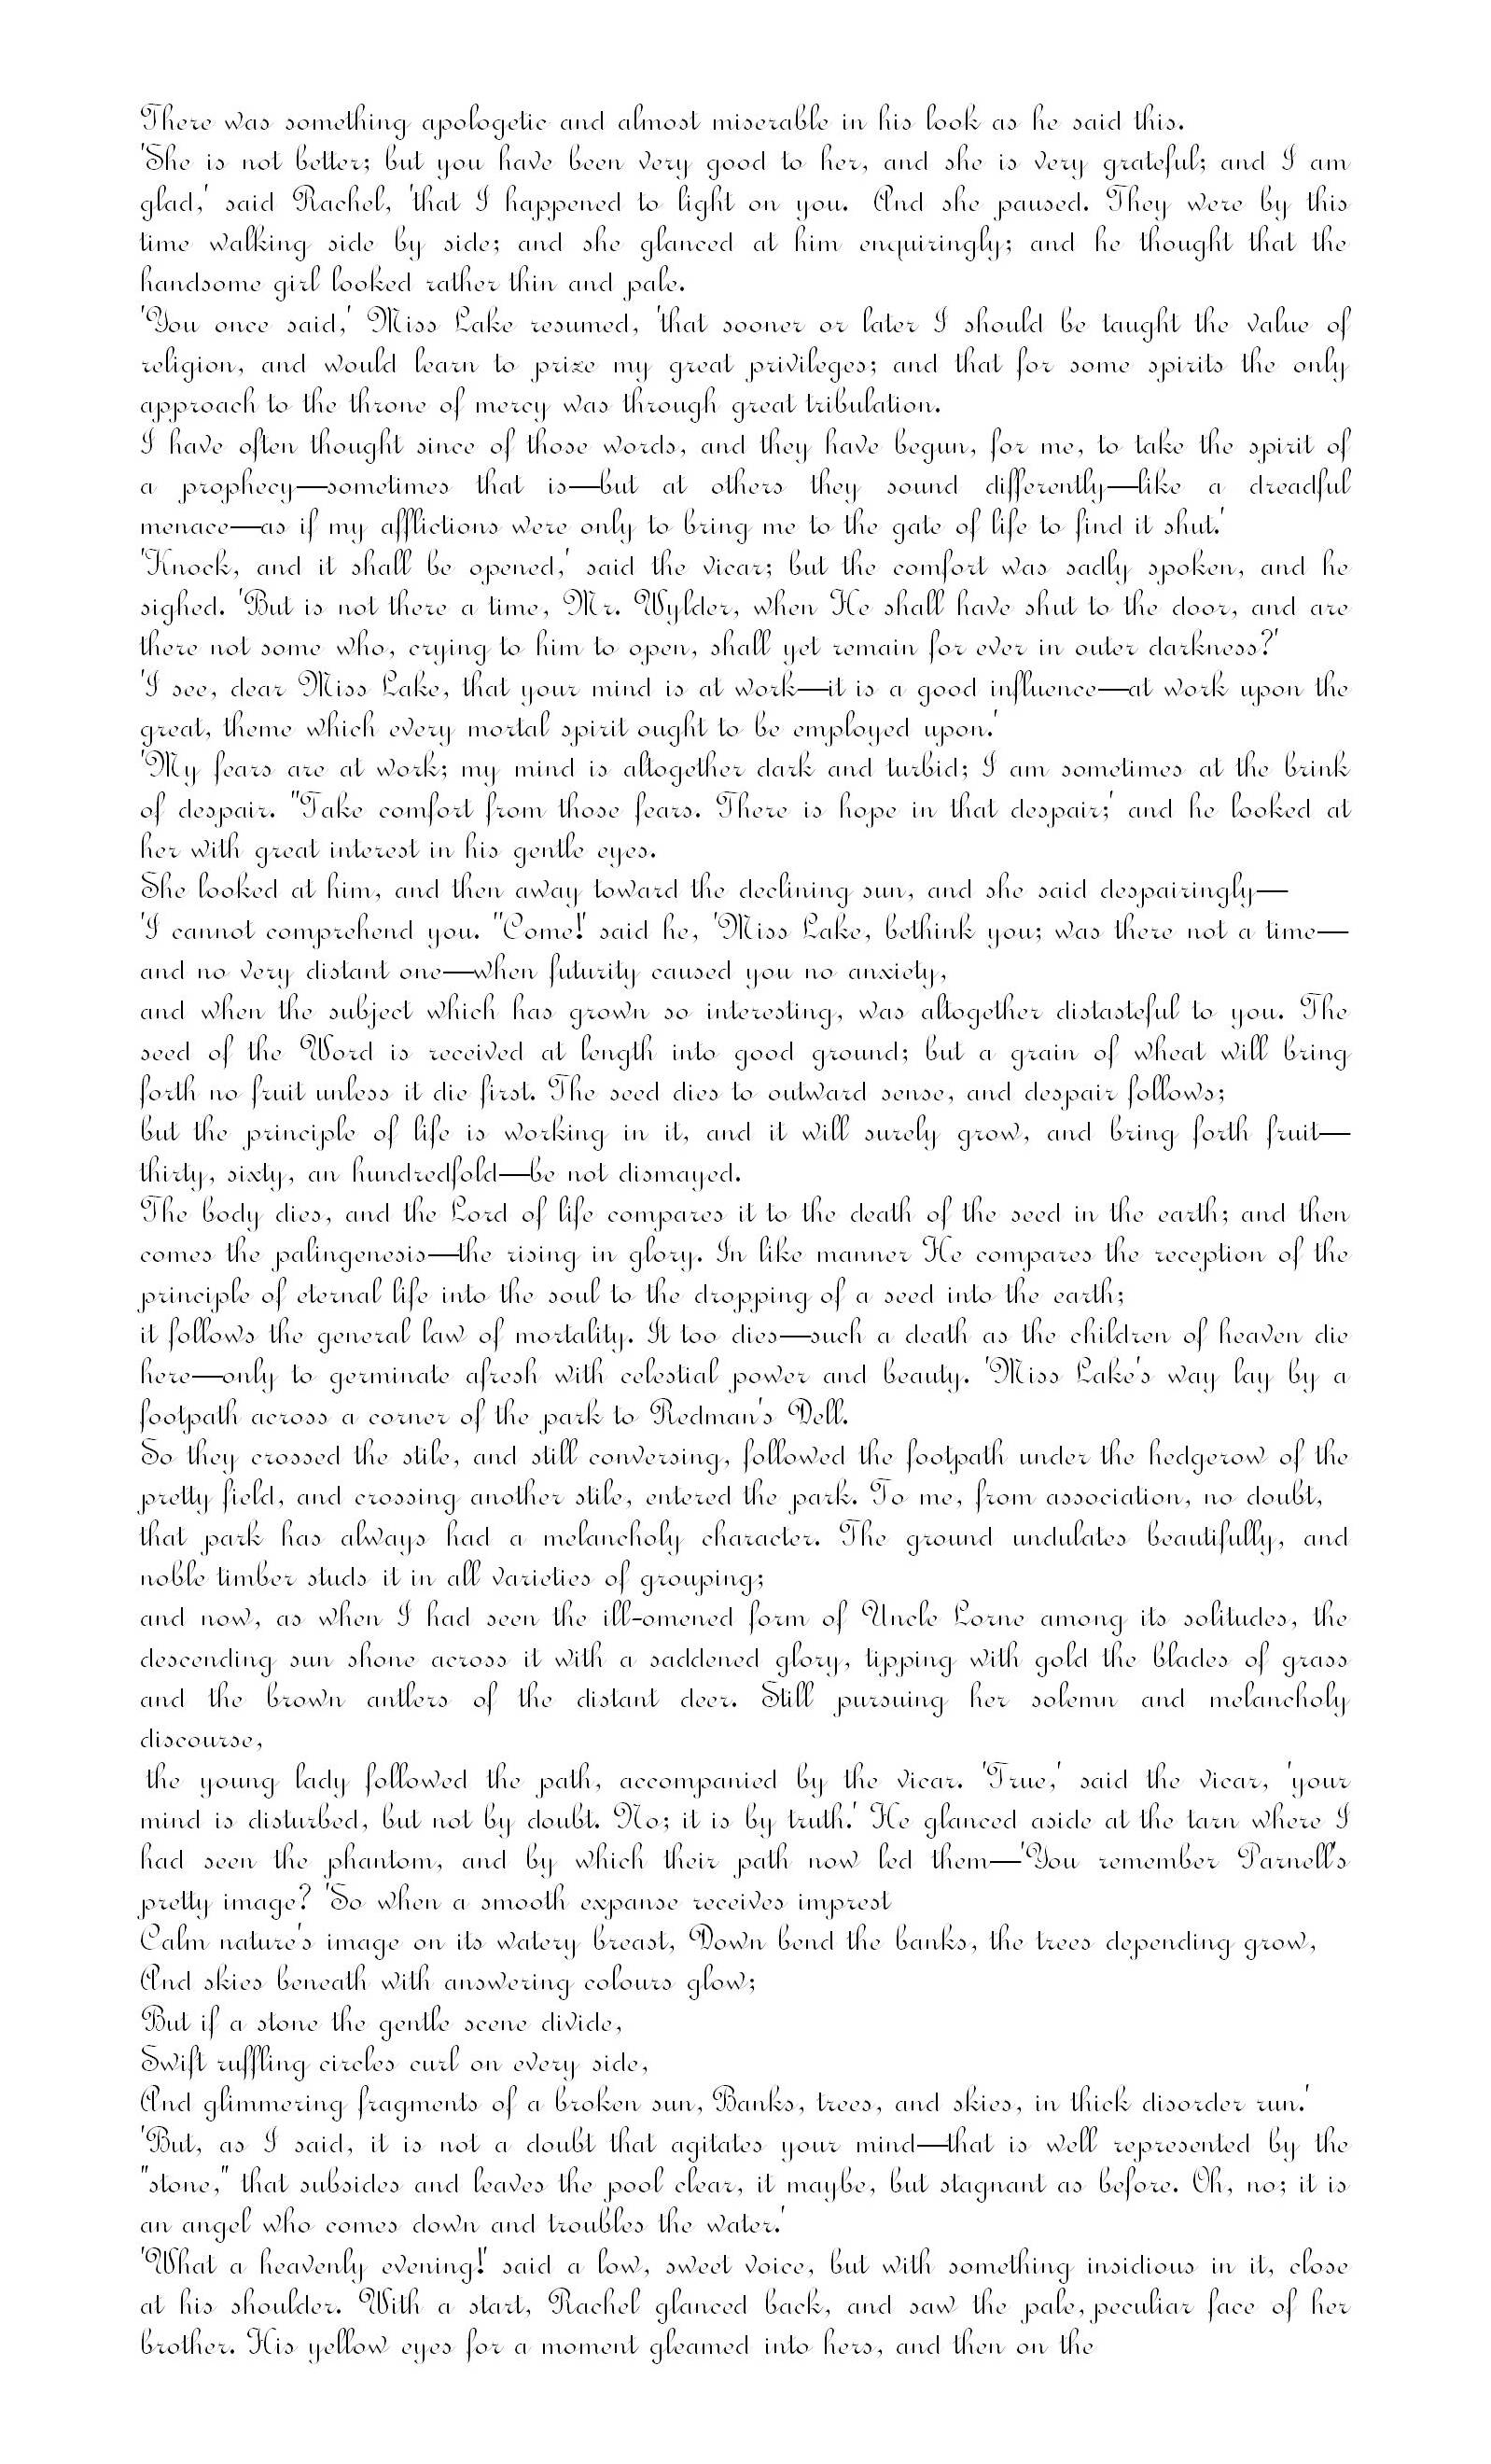 There was something apologetic and almost miserable in his look as he said this.
'She is not better; but you have been very good to her, and she is very grateful; and I am
glad,' said Rachel, 'that I happened to light on you.  And she paused. They were by this
time walking side by side; and she glanced at him enquiringly; and he thought that the
handsome girl looked rather thin and pale.
'You once said,' Miss Lake resumed, 'that sooner or later I should be taught the value of
religion, and would learn to prize my great privileges; and that for some spirits the only
approach to the throne of mercy was through great tribulation.
I have often thought since of those words, and they have begun, for me, to take the spirit of
a prophecy—sometimes that is—but at others they sound differently—like a dreadful
menace—as if my afflictions were only to bring me to the gate of life to find it shut.'
'Knock, and it shall be opened,' said the vicar; but the comfort was sadly spoken, and he
sighed. 'But is not there a time, Mr. Wylder, when He shall have shut to the door, and are
there not some who, crying to him to open, shall yet remain for ever in outer darkness?'
'I see, dear Miss Lake, that your mind is at work—it is a good influence—at work upon the
great, theme which every mortal spirit ought to be employed upon.'
'My fears are at work; my mind is altogether dark and turbid; I am sometimes at the brink
of despair. "Take comfort from those fears. There is hope in that despair;' and he looked at
her with great interest in his gentle eyes.
She looked at him, and then away toward the declining sun, and she said despairingly—
'I cannot comprehend you. "Come!' said he, 'Miss Lake, bethink you; was there not a time—
and no very distant one—when futurity caused you no anxiety,
and when the subject which has grown so interesting, was altogether distasteful to you. The
seed of the Word is received at length into good ground; but a grain of wheat will bring
forth no fruit unless it die first. The seed dies to outward sense, and despair follows;
but the principle of life is working in it, and it will surely grow, and bring forth fruit—
thirty, sixty, an hundredfold—be not dismayed.
The body dies, and the Lord of life compares it to the death of the seed in the earth; and then
comes the palingenesis—the rising in glory. In like manner He compares the reception of the
principle of eternal life into the soul to the dropping of a seed into the earth;
it follows the general law of mortality. It too dies—such a death as the children of heaven die
here—only to germinate afresh with celestial power and beauty. 'Miss Lake's way lay by a
footpath across a corner of the park to Redman's Dell.
So they crossed the stile, and still conversing, followed the footpath under the hedgerow of the
pretty field, and crossing another stile, entered the park. To me, from association, no doubt,
that park has always had a melancholy character. The ground undulates beautifully, and
noble timber studs it in all varieties of grouping;
and now, as when I had seen the ill-omened form of Uncle Lorne among its solitudes, the
descending sun shone across it with a saddened glory, tipping with gold the blades of grass
and the brown antlers of the distant deer. Still pursuing her solemn and melancholy
discourse,
the young lady followed the path, accompanied by the vicar. 'True,' said the vicar, 'your
mind is disturbed, but not by doubt. No; it is by truth.' He glanced aside at the tarn where I
had seen the phantom, and by which their path now led them—'You remember Parnell's
pretty image? 'So when a smooth expanse receives imprest
Calm nature's image on its watery breast, Down bend the banks, the trees depending grow,
And skies beneath with answering colours glow;
But if a stone the gentle scene divide,
Swift ruffling circles curl on every side,
And glimmering fragments of a broken sun, Banks, trees, and skies, in thick disorder run.'
'But, as I said, it is not a doubt that agitates your mind—that is well represented by the
"stone," that subsides and leaves the pool clear, it maybe, but stagnant as before. Oh, no; it is
an angel who comes down and troubles the water.'
'What a heavenly evening!' said a low, sweet voice, but with something insidious in it, close
at his shoulder. With a start, Rachel glanced back, and saw the pale, peculiar face of her
brother. His yellow eyes for a moment gleamed into hers, and then on the